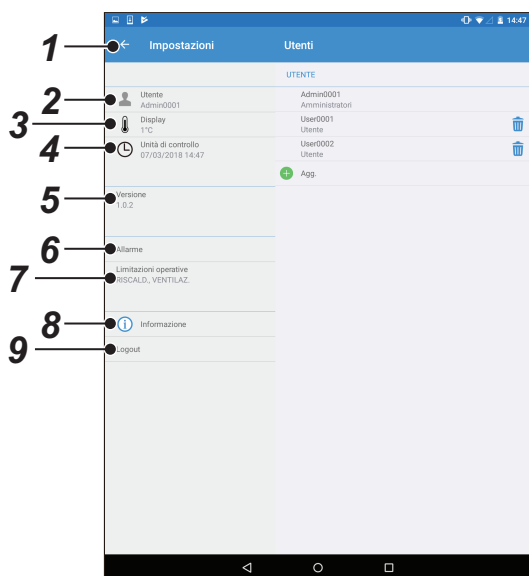 14:47
Impostazioni
Utenti
UTENTE
1
2
3
4
5
6
7
8
9
Utente
Admin0001
Display
1°C
Unità di controllo
07/03/2018 14:47
Versione
1.0.2
Allarme
Limitazioni operative
RISCALD., VENTILAZ.
Informazione
Logout
Admin0001
Amministratori
User0001
Utente
User0002
Utente
Agg.